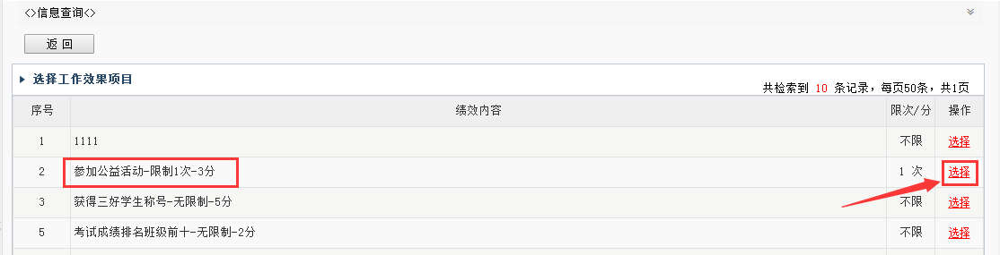 <>信息查询<>
返 回
选择工作效果项目
共检索到 10 条记录，每页50条，共1页
序号 绩效内容 限次/分 操作
1 1111 不限 选择
2 参加公益活动-限制1次-3分 1 次 选择
3 获得三好学生称号-无限制-5分 不限 选择
5 考试成绩排名班级前十-无限制-2分 不限 选择